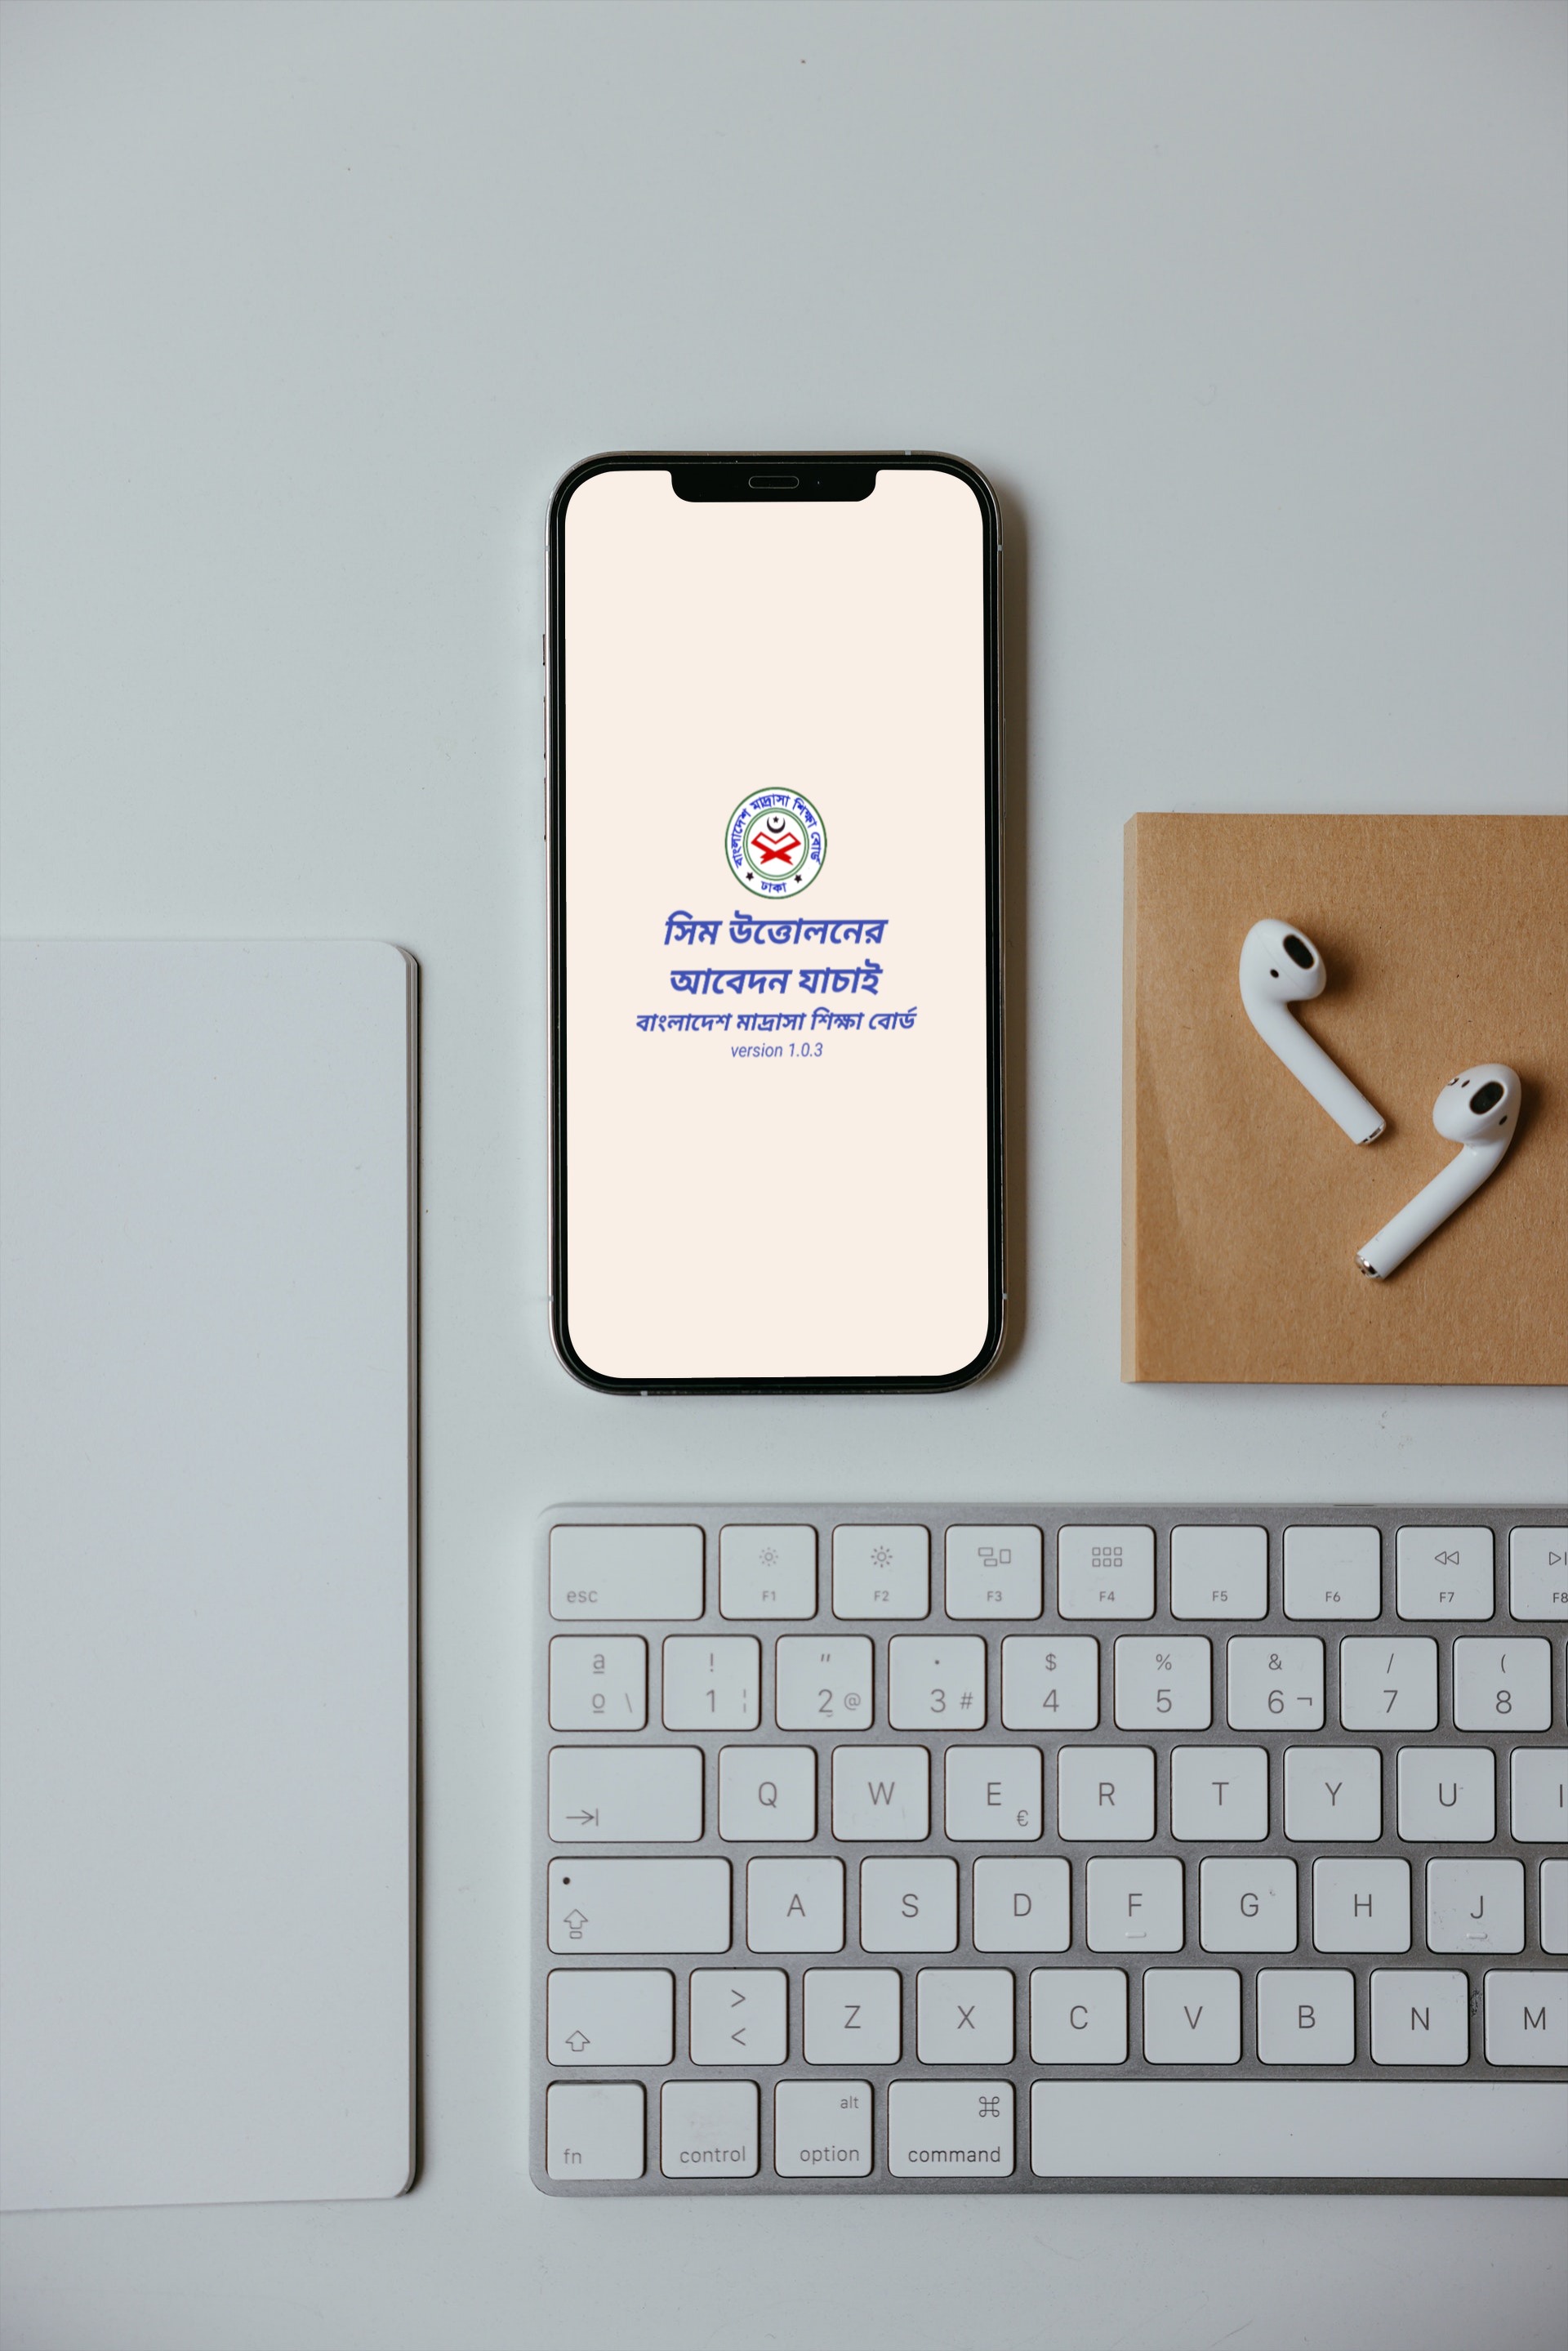 বাংলাদেশ মাদ্রাসা শিক্ষা বোর্ড
ঢাকা
সিম উত্তোলনের
আবেদন যাচাই
বাংলাদেশ মাদ্রাসা শিক্ষা বোর্ড
version 1.0.3
esc F1 F2 F3 F4 F5 F6 F7 F8
ª ! " · $ % & / (
º \ 1 ¦ 2 @ 3 # 4 5 6 ¬ 7 8
Q W E € R T Y U I
A S D F G H J
> <
Z X C V B N M
alt ⌘
fn control option command